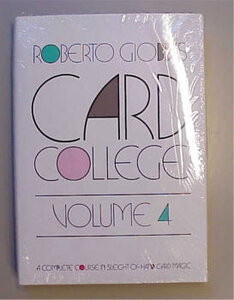 ROBERTO GIOBBI'S
CARD
COLLEGE
VOLUME 4
A COMPLETE COURSE IN SLEIGHT OF HAND CARD MAGIC